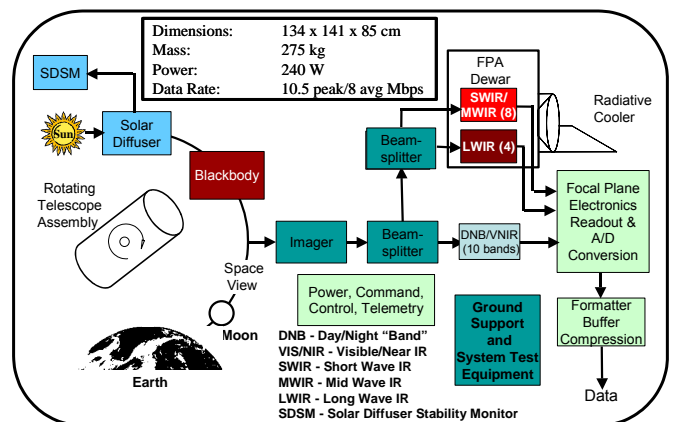 Dimensions: 134 x 141 x 85 cm
Mass: 275 kg
Power: 240 W
Data Rate: 10.5 peak/8 avg Mbps
SDSM
Sun
Solar
Diffuser
Blackbody
Rotating
Telescope
Assembly
Space
View
Moon
Earth
Imager
Beam-
splitter
Beam-
splitter
FPA
Dewar
SWIR/
MWIR (8)
LWIR (4)
Radiative
Cooler
DNB/VNIR
(10 bands)
Focal Plane
Electronics
Readout &
A/D
Conversion
Formatter
Buffer
Compression
Data
Power, Command,
Control, Telemetry
Ground
Support
and
System Test
Equipment
DNB - Day/Night “Band”
VIS/NIR - Visible/Near IR
SWIR - Short Wave IR
MWIR - Mid Wave IR
LWIR - Long Wave IR
SDSM - Solar Diffuser Stability Monitor